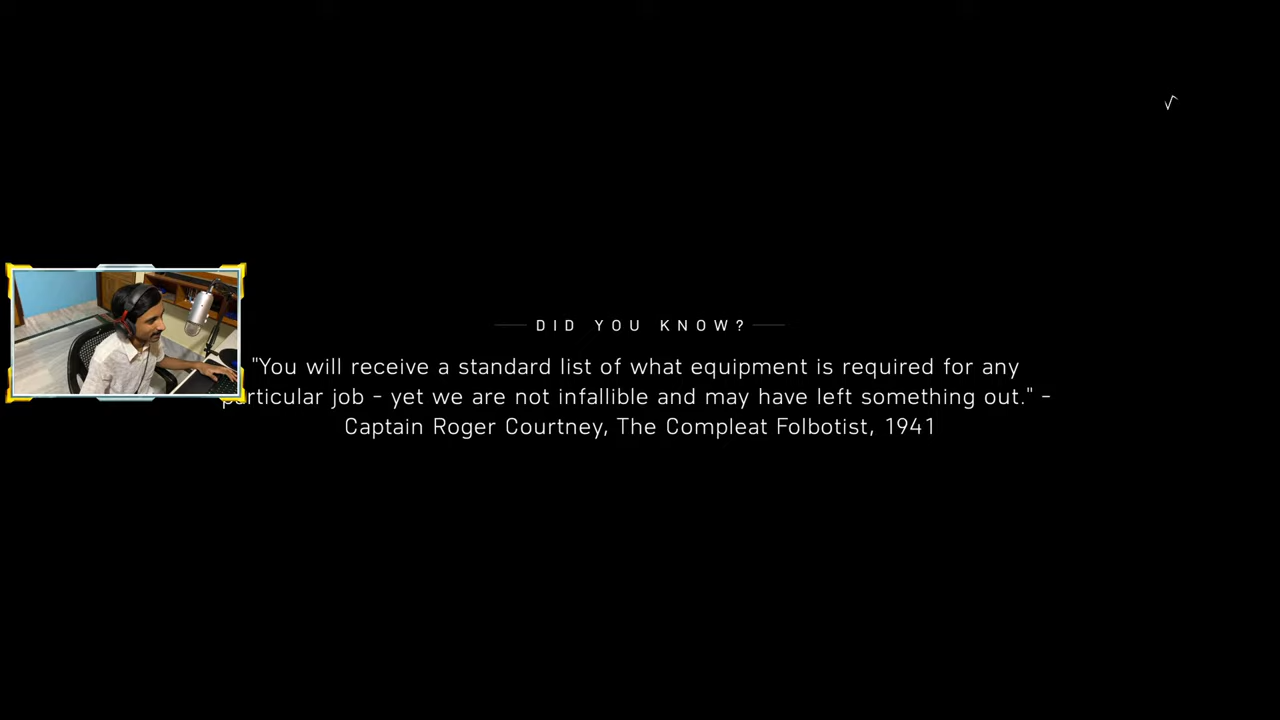 DID YOU KNOW?
"You will receive a standard list of what equipment is required for any
particular job - yet we are not infallible and may have left something out." -
Captain Roger Courtney, The Compleat Folbotist, 1941